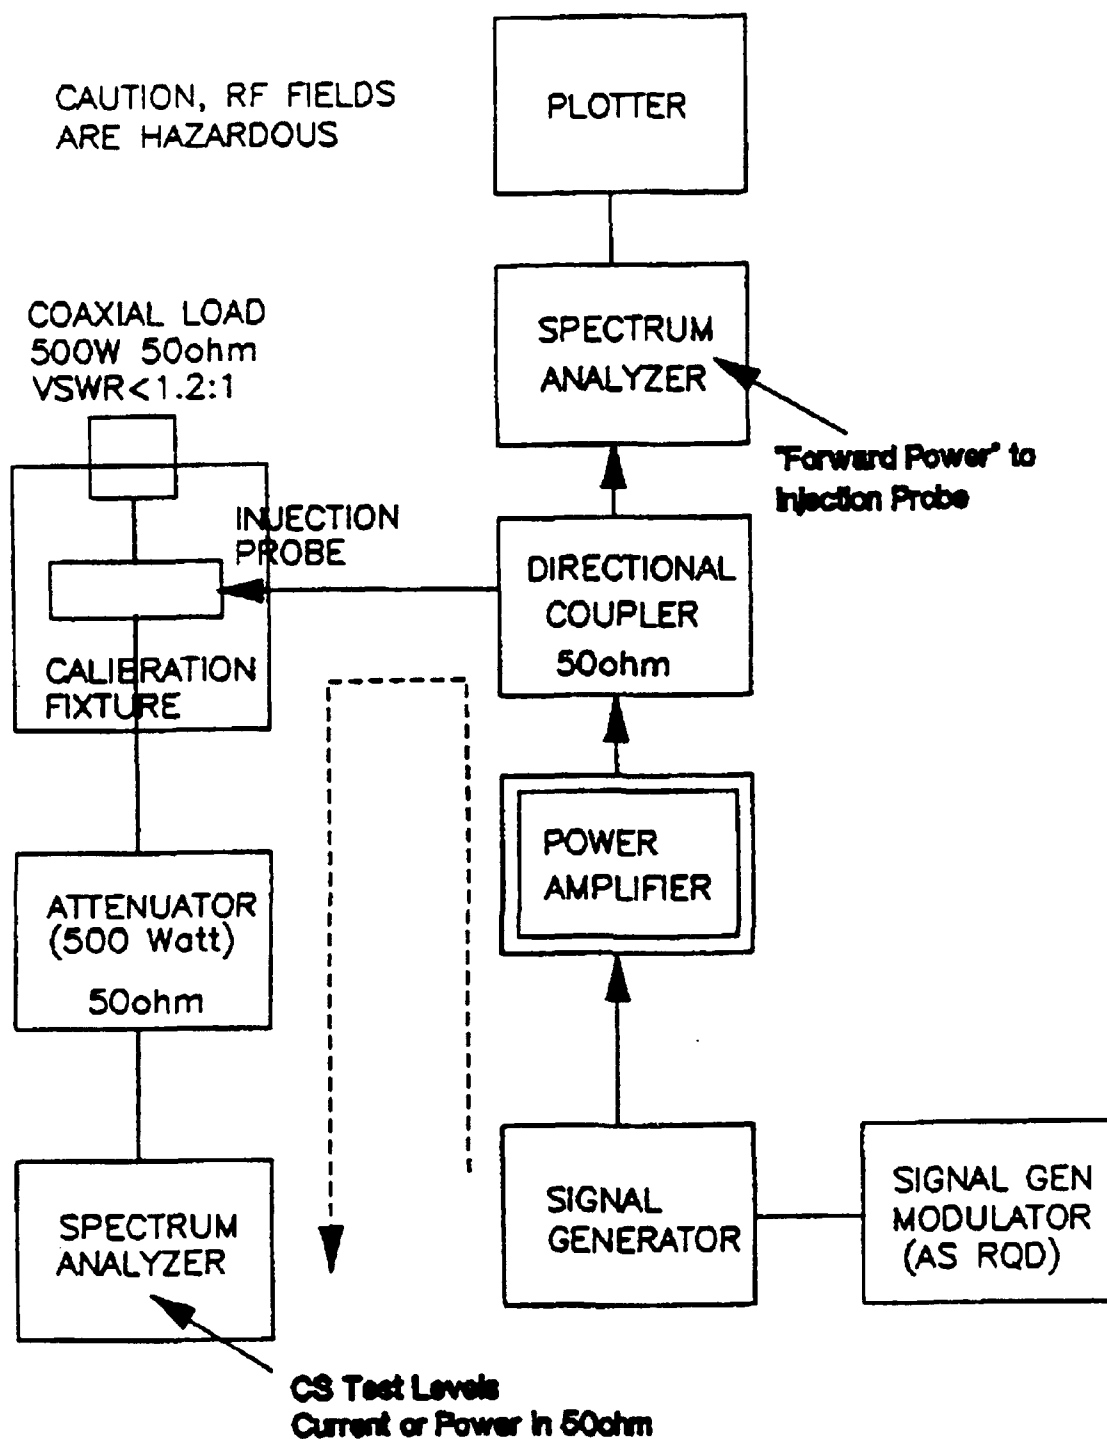 CAUTION, RF FIELDS
ARE HAZARDOUS
PLOTTER
COAXIAL LOAD
500W 50ohm
VSWR<1.2:1
SPECTRUM
ANALYZER
"Forward Power" to
Injection Probe
INJECTION
PROBE
DIRECTIONAL
COUPLER
50ohm
CALIBRATION
FIXTURE
POWER
AMPLIFIER
ATTENUATOR
(500 Watt)
50ohm
SIGNAL
GENERATOR
SIGNAL GEN
MODULATOR
(AS RQD)
SPECTRUM
ANALYZER
CS Test Levels
Current or Power in 50ohm